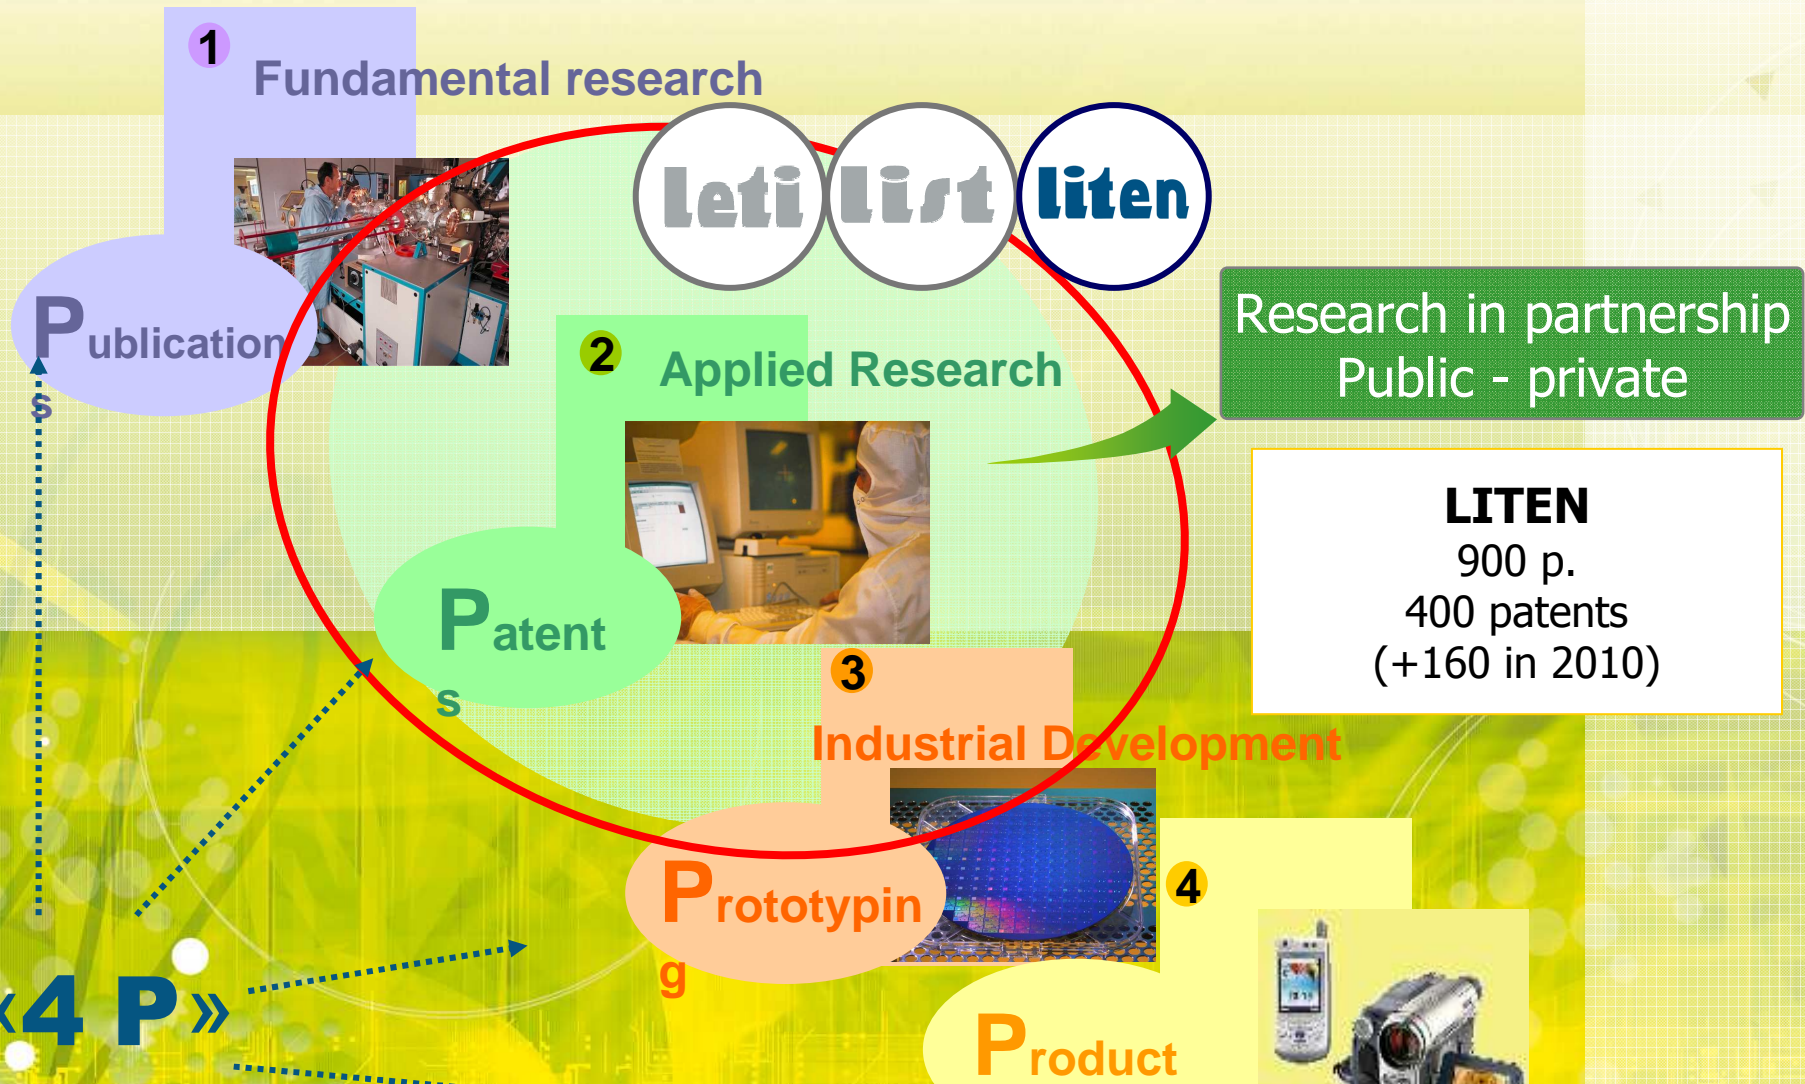 1
Fundamental research
leti
list
liten
Publication
s
Research in partnership
Public - private
2
Applied Research
Patent
s
LITEN
900 p.
400 patents
(+160 in 2010)
3
Industrial Development
Prototypin
g
4
«4 P»
Product